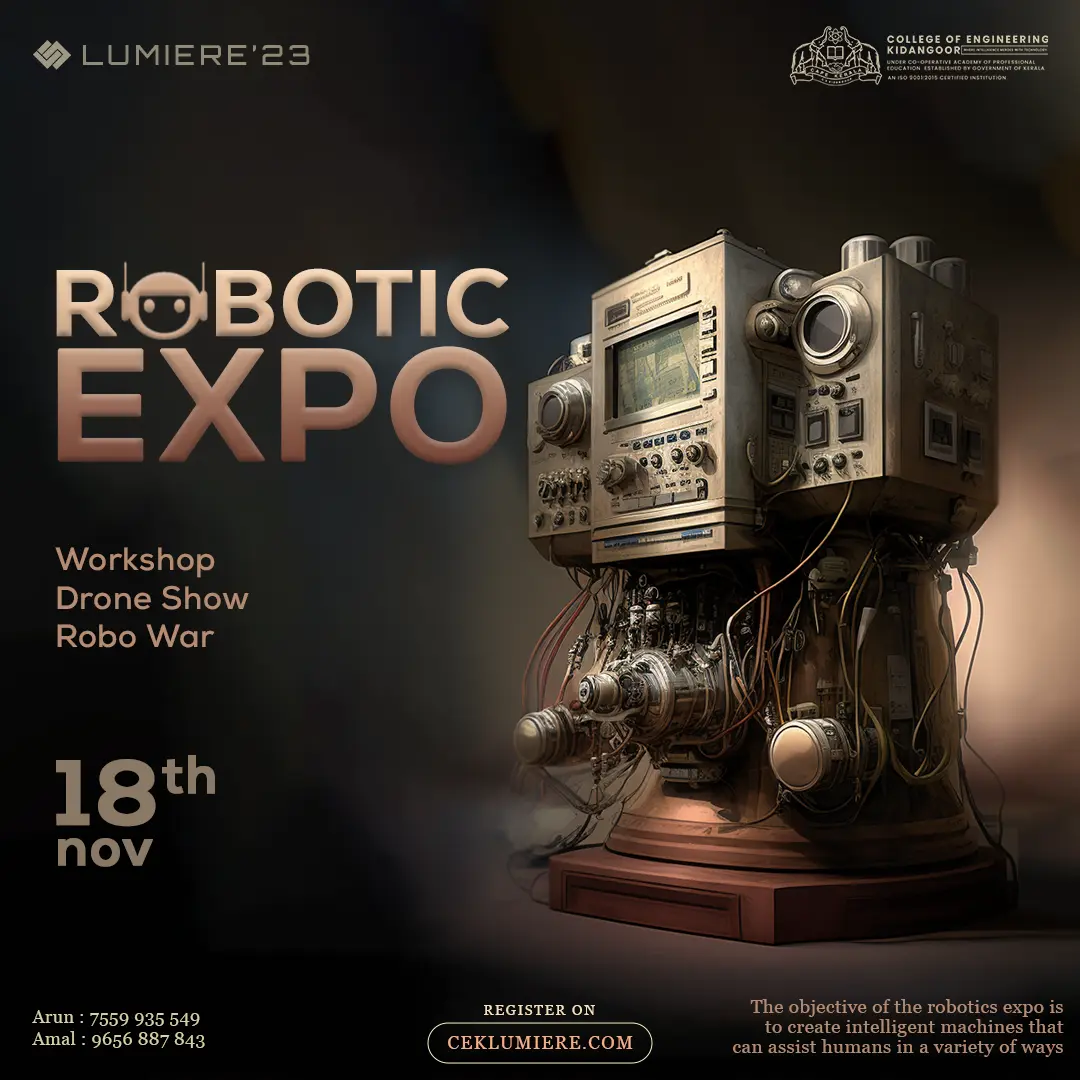 LUMIERE'23
COLLEGE OF ENGINEERING
KIDANGOOR
UNDER CO-OPERATIVE ACADEMY OF PROFESSIONAL
EDUCATION ESTABLISHED BY GOVERNMENT OF KERALA
AN ISO 9001:2015 CERTIFIED INSTITUTION
ROBOTIC
EXPO
Workshop
Drone Show
Robo War
18th
nov
Arun : 7559 935 549
Amal : 9656 887 843
REGISTER ON
CEKLUMIERE.COM
The objective of the robotics expo is
to create intelligent machines that
can assist humans in a variety of ways